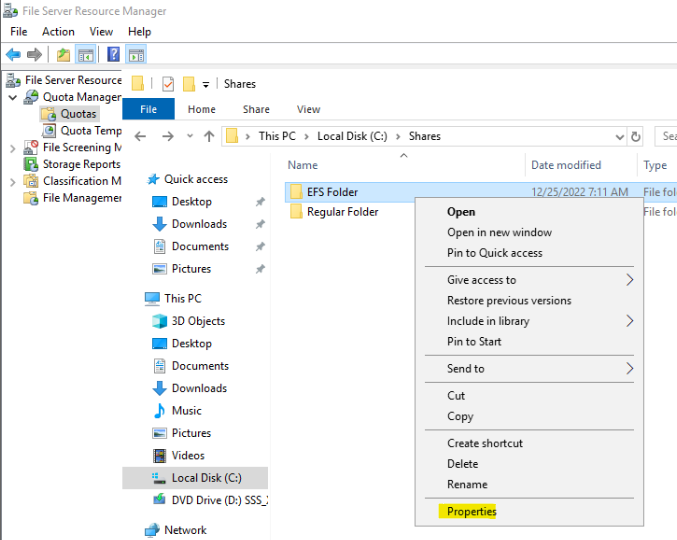 File Server Resource Manager
File Action View Help
File Server Resource
Quota Manager
Quotas
Quota Temp
File Screening M
Storage Reports
Classification M
File Managemer
Shares
File Home Share View
This PC Local Disk (C:) Shares
Sea
Name Date modified Type
Quick access
Desktop
Downloads
Documents
Pictures
This PC
3D Objects
Desktop
Documents
Downloads
Music
Pictures
Videos
Local Disk (C:)
DVD Drive (D:) SSS_X
Network
EFS Folder 12/25/2022 7:11 AM File fol
Regular Folder File fol
Open
Open in new window
Pin to Quick access
Give access to
Restore previous versions
Include in library
Pin to Start
Send to
Cut
Copy
Create shortcut
Delete
Rename
Properties